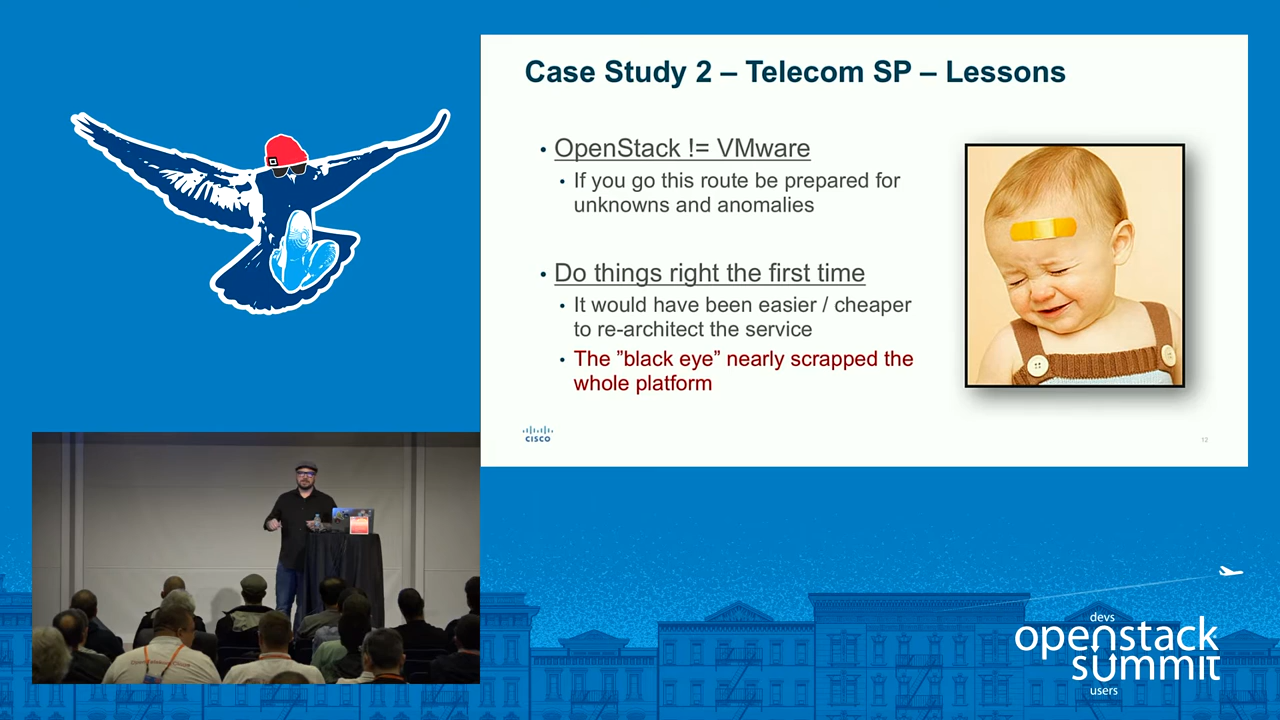 Case Study 2 – Telecom SP – Lessons
• OpenStack != VMware
• If you go this route be prepared for
unknowns and anomalies
• Do things right the first time
• It would have been easier / cheaper
to re-architect the service
• The ”black eye” nearly scrapped the
whole platform
CISCO
12
devs
openstack
summit
users